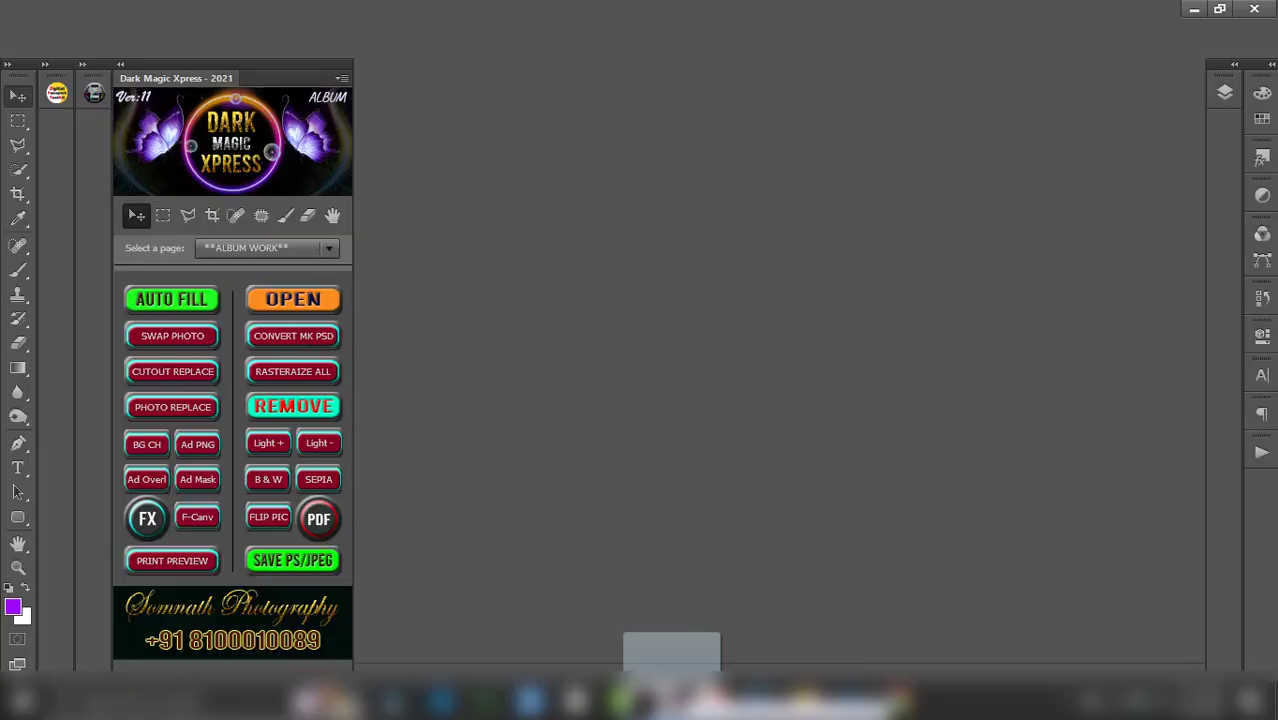 Dark Magic Xpress - 2021
Ver:11
ALBUM
DARK
MAGIC
XPRESS
Select a page: **ALBUM WORK**
AUTO FILL OPEN
SWAP PHOTO CONVERT MK PSD
CUTOUT REPLACE RASTERAIZE ALL
PHOTO REPLACE REMOVE
BG CH Ad PNG Light + Light -
Ad Overl Ad Mask B & W SEPIA
FX F-Canv FLIP PIC PDF
PRINT PREVIEW SAVE PS/JPEG
Somnath Photography
+91 8100010089